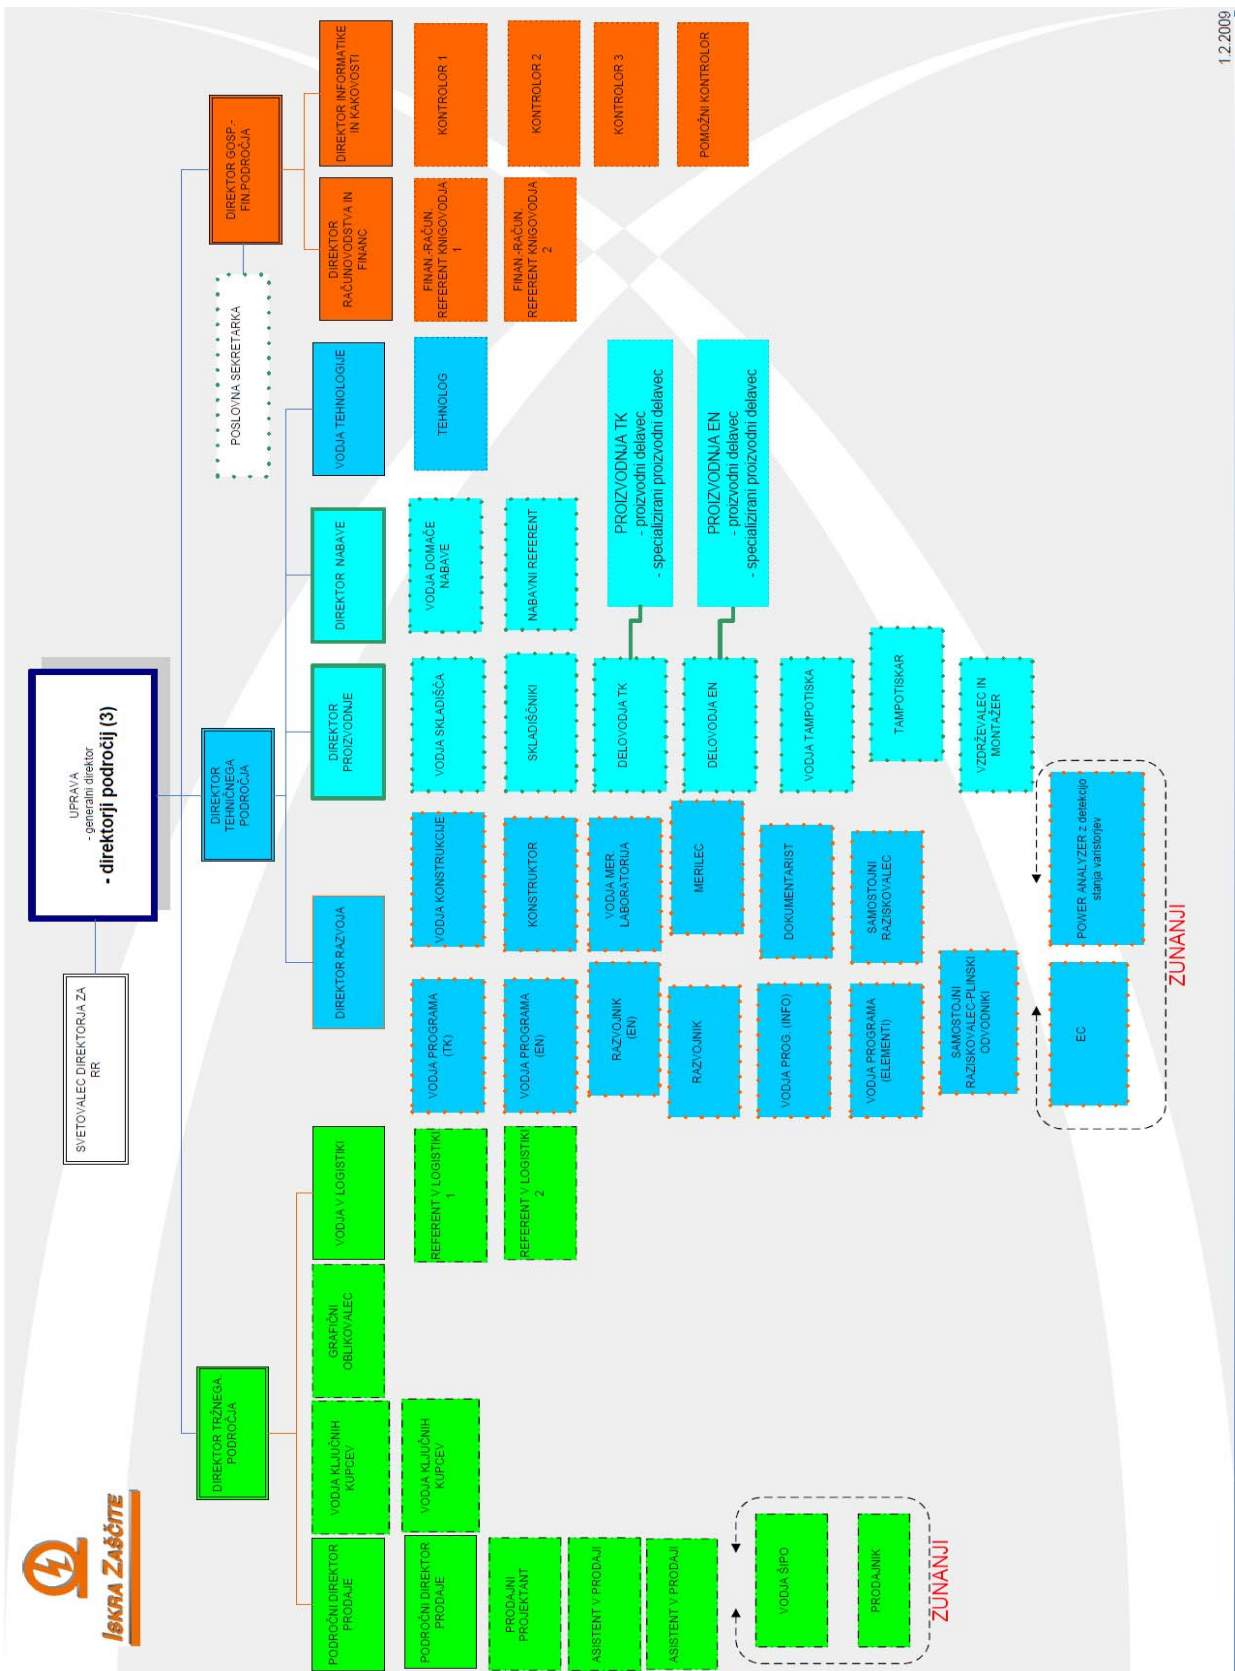 ISKRA ZAŠČITE
UPRAVA
- generalni direktor
- direktorji področij (3)
SVETOVALEC DIREKTORJA ZA
RR
DIREKTOR TRŽNEGA
PODROČJA
DIREKTOR
TEHNIČNEGA
PODROČJA
DIREKTOR GOSP.-
FIN.PODROČJA
POSLOVNA SEKRETARKA
PODROČNI DIREKTOR
PRODAJE
VODJA KLJUČNIH
KUPCEV
GRAFIČNI
OBLIKOVALEC
VODJA V LOGISTIKI
DIREKTOR RAZVOJA
DIREKTOR
PROIZVODNJE
DIREKTOR NABAVE
VODJA TEHNOLOGIJE
DIREKTOR
RAČUNOVODSTVA IN
FINANC
DIREKTOR INFORMATIKE
IN KAKOVOSTI
PODROČNI DIREKTOR
PRODAJE
VODJA KLJUČNIH
KUPCEV
REFERENT V LOGISTIKI
1
VODJA PROGRAMA
(TK)
VODJA KONSTRUKCIJE
VODJA SKLADIŠČA
VODJA DOMAČE
NABAVE
TEHNOLOG
FINAN.-RAČUN.
REFERENT KNIGOVODJA
1
KONTROLOR 1
PRODAJNI
PROJEKTANT
REFERENT V LOGISTIKI
2
VODJA PROGRAMA
(EN)
KONSTRUKTOR
SKLADIŠČNIKI
NABAVNI REFERENT
FINAN.-RAČUN.
REFERENT KNIGOVODJA
2
KONTROLOR 2
ASISTENT V PRODAJI
RAZVOJNIK
(EN)
VODJA MER.
LABORATORIJA
DELOVODJA TK
PROIZVODNJA TK
- proizvodni delavec
- specializirani proizvodni delavec
KONTROLOR 3
ASISTENT V PRODAJI
RAZVOJNIK
MERILEC
DELOVODJA EN
PROIZVODNJA EN
- proizvodni delavec
- specializirani proizvodni delavec
POMOŽNI KONTROLOR
VODJA ŠIPO
VODJA PROG. (INFO)
DOKUMENTARIST
VODJA TAMPOTISKA
PRODAJNIK
VODJA PROGRAMA
(ELEMENTI)
SAMOSTOJNI
RAZISKOVALEC
TAMPOTISKAR
ZUNANJI
SAMOSTOJNI
RAZISKOVALEC-PLINSKI
ODVODNIKI
VZDRŽEVALEC IN
MONTAŽER
EC
POWER ANALYZER z detekcijo
stanja varistorjev
ZUNANJI
1.2.2009